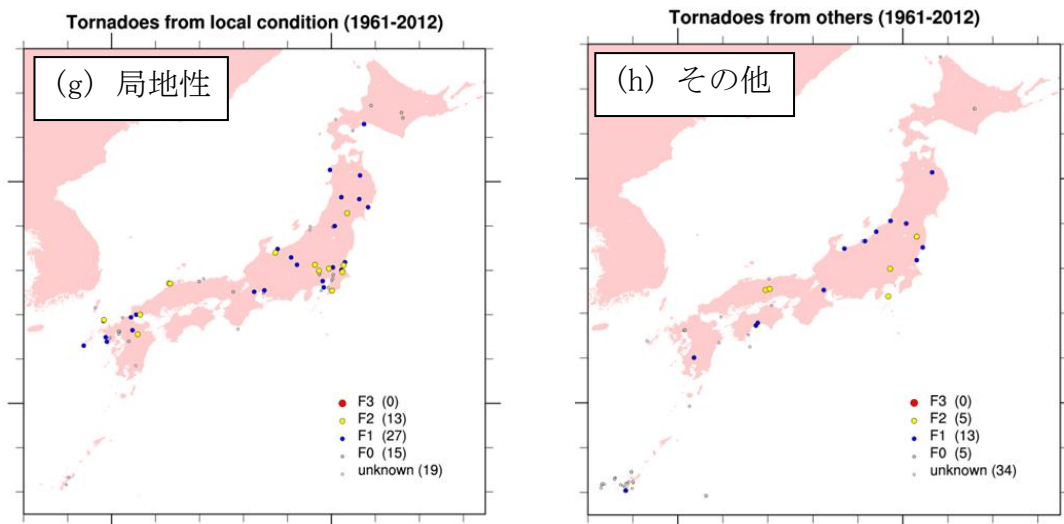 Tornadoes from local condition (1961-2012)
(g) 局地性
F3 (0)
F2 (13)
F1 (27)
F0 (15)
unknown (19)
Tornadoes from others (1961-2012)
(h) その他
F3 (0)
F2 (5)
F1 (13)
F0 (5)
unknown (34)